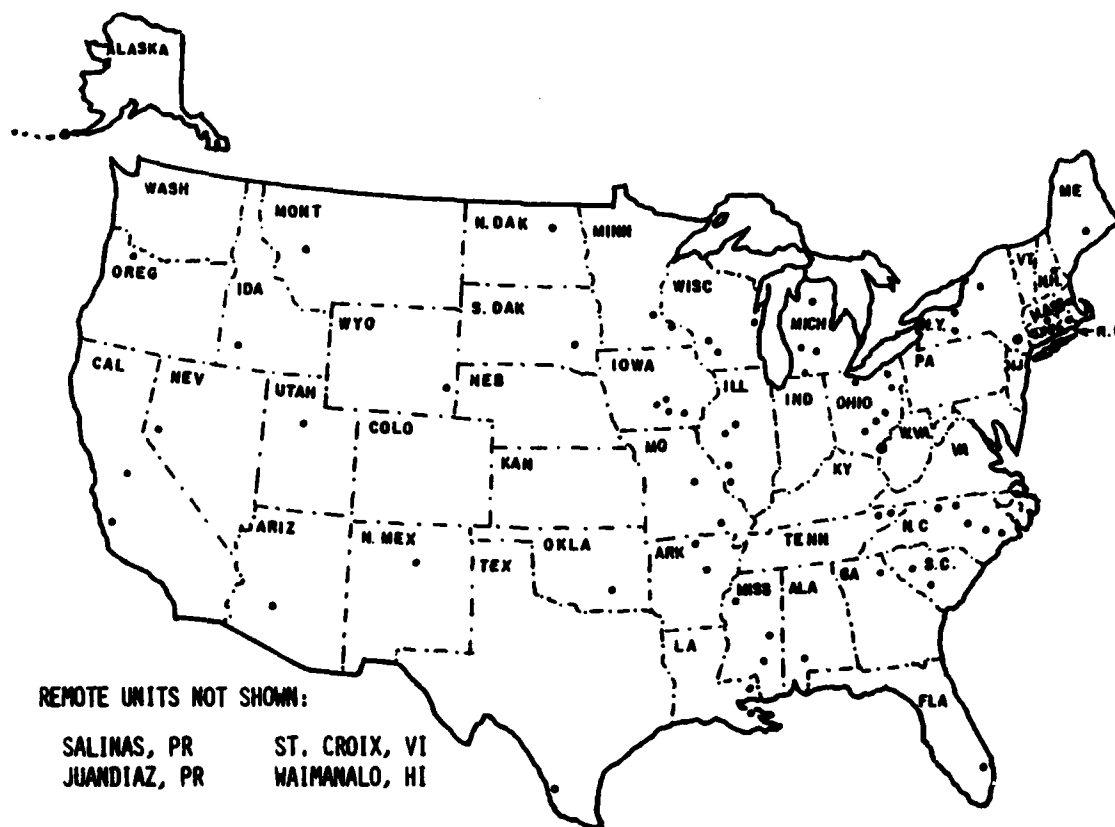 ALASKA
WASH
MONT
N. DAK
MINN
ME
OREG
IDA
WISC
VT.
N.H.
S. DAK
WYO
MICH
N.Y.
MASS
R.I
CAL
NEV
UTAH
NEB
IOWA
ILL
IND
OHIO
PA
NJ
COLO
KAN
MO
KY
W.VA.
VA
ARIZ
N. MEX
TEX
OKLA
ARK
TENN
N.C
S.C.
MISS
ALA
GA
LA
FLA
REMOTE UNITS NOT SHOWN:
SALINAS, PR ST. CROIX, VI
JUANDIAZ, PR WAIMANALO, HI